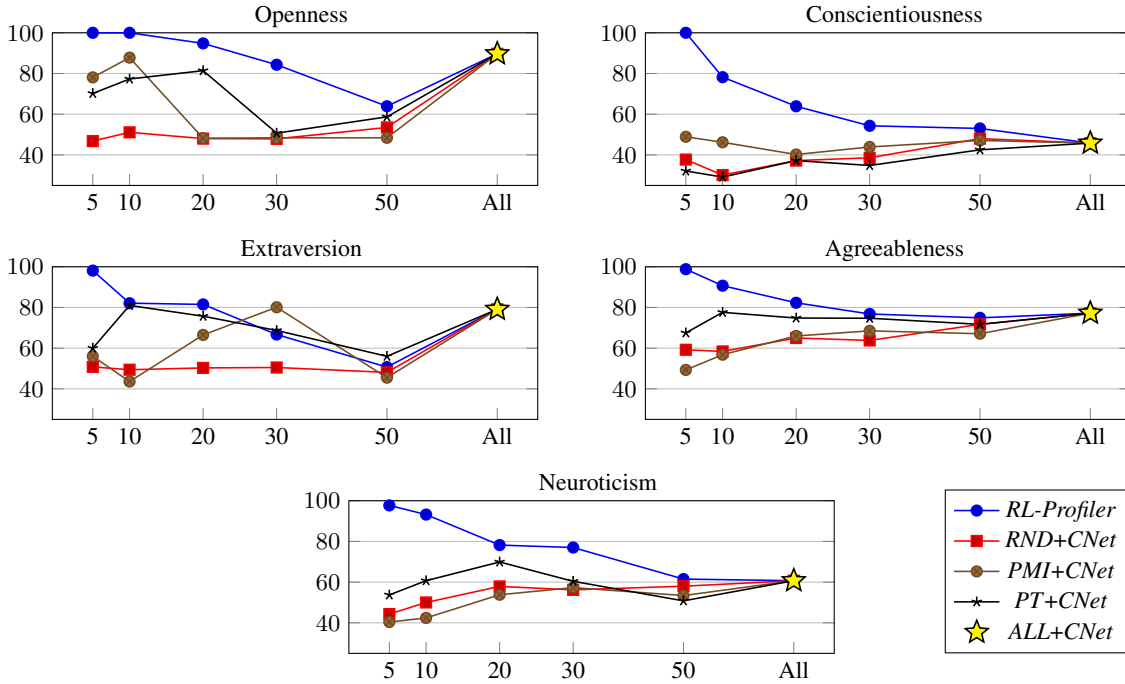 Openness
100
80
60
40
5 10 20 30 50 All
Conscientiousness
100
80
60
40
5 10 20 30 50 All
Extraversion
100
80
60
40
5 10 20 30 50 All
Agreeableness
100
80
60
40
5 10 20 30 50 All
Neuroticism
100
80
60
40
5 10 20 30 50 All
RL-Profiler
RND+CNet
PMI+CNet
PT+CNet
ALL+CNet